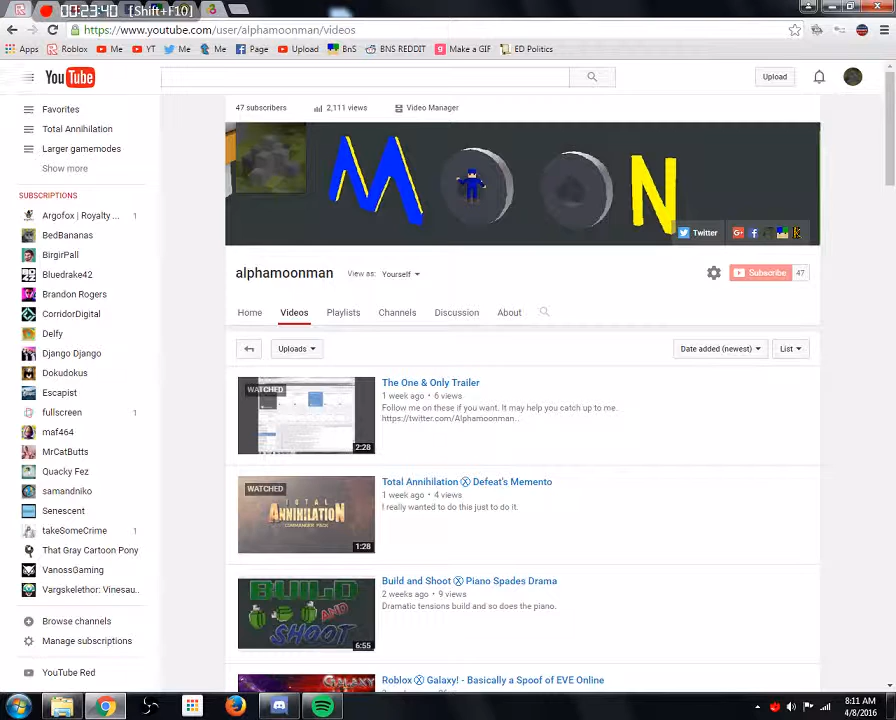 00:23:40 [Shift+F10]
https://www.youtube.com/user/alphamoonman/videos
Apps Roblox Me YT Me Me Page Upload BnS BNS REDDIT Make a GIF ED Politics
YouTube Upload
47 subscribers 2,111 views Video Manager
Favorites
Total Annihilation
Larger gamemodes
Show more
SUBSCRIPTIONS
Argofox | Royalty ... 1
BedBananas
BirgirPall
Bluedrake42
Brandon Rogers
CorridorDigital
Delfy
Django Django
Dokudokus
Escapist
fullscreen 1
maf464
MrCatButts
Quacky Fez
samandniko
Senescent
takeSomeCrime 1
That Gray Cartoon Pony
VanossGaming
Vargskelethor: Vinesau..
Browse channels
Manage subscriptions
YouTube Red
MOON
Twitter
alphamoonman View as: Yourself
Subscribe 47
Home Videos Playlists Channels Discussion About
Uploads Date added (newest) List
WATCHED
2:28
The One & Only Trailer
1 week ago • 6 views
Follow me on these if you want. It may help you catch up to me.
https://twitter.com/Alphamoonman..
WATCHED
TOTAL
ANNIHILATION
COMMANDER PACK
1:28
Total Annihilation Ⓧ Defeat's Memento
1 week ago • 4 views
I really wanted to do this just to do it.
BUILD
AND
SHOOT
6:55
Build and Shoot Ⓧ Piano Spades Drama
2 weeks ago • 9 views
Dramatic tensions build and so does the piano.
Roblox Ⓧ Galaxy! - Basically a Spoof of EVE Online
8:11 AM
4/8/2016